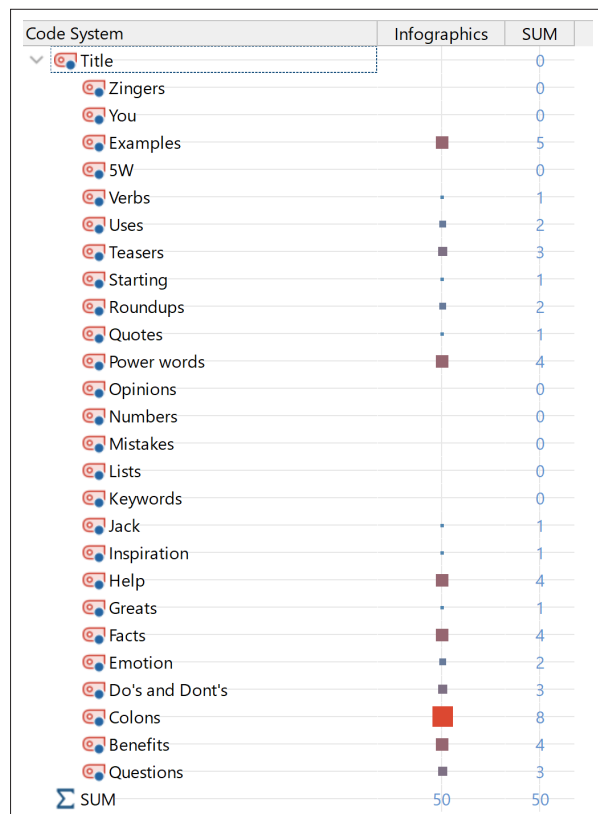 Code System Infographics SUM
Title 0
Zingers 0
You 0
Examples 5
5W 0
Verbs 1
Uses 2
Teasers 3
Starting 1
Roundups 2
Quotes 1
Power words 4
Opinions 0
Numbers 0
Mistakes 0
Lists 0
Keywords 0
Jack 1
Inspiration 1
Help 4
Greats 1
Facts 4
Emotion 2
Do's and Dont's 3
Colons 8
Benefits 4
Questions 3
Σ SUM 50 50